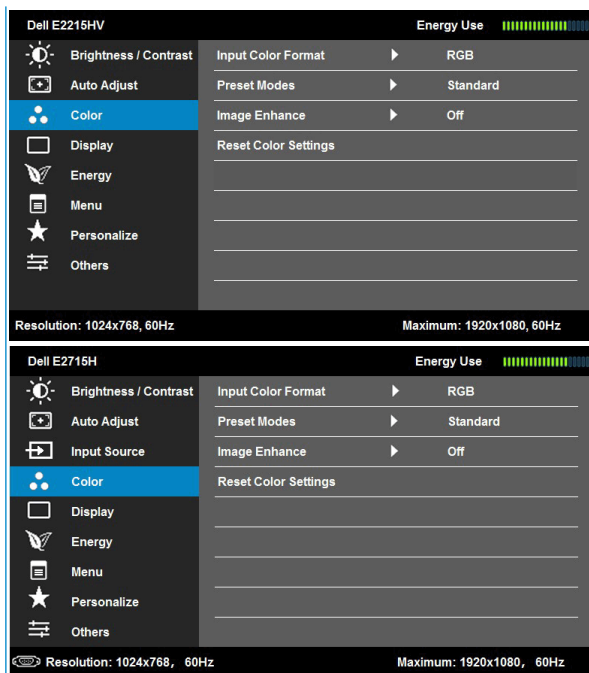 Dell E2215HV Energy Use
Brightness / Contrast Input Color Format RGB
Auto Adjust Preset Modes Standard
Color Image Enhance Off
Display Reset Color Settings
Energy
Menu
Personalize
Others
Resolution: 1024x768, 60Hz Maximum: 1920x1080, 60Hz
Dell E2715H Energy Use
Brightness / Contrast Input Color Format RGB
Auto Adjust Preset Modes Standard
Input Source Image Enhance Off
Color Reset Color Settings
Display
Energy
Menu
Personalize
Others
Resolution: 1024x768, 60Hz Maximum: 1920x1080, 60Hz